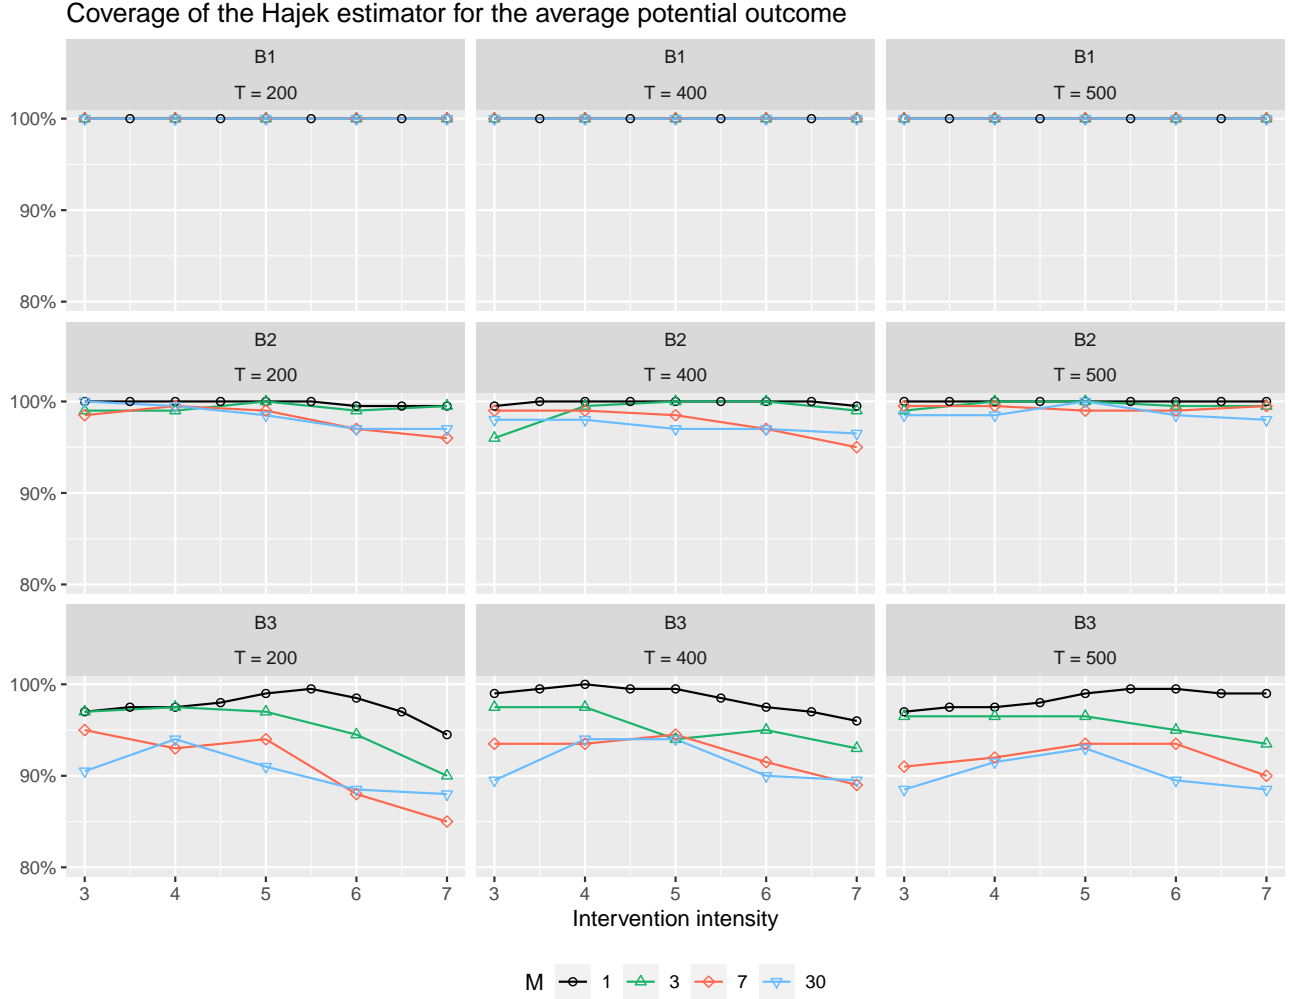 Coverage of the Hajek estimator for the average potential outcome
B1 B1 B1
T = 200 T = 400 T = 500
100%
90%
80%
B2 B2 B2
T = 200 T = 400 T = 500
100%
90%
80%
B3 B3 B3
T = 200 T = 400 T = 500
100%
90%
80%
3 4 5 6 7 3 4 5 6 7 3 4 5 6 7
Intervention intensity
M 1 3 7 30